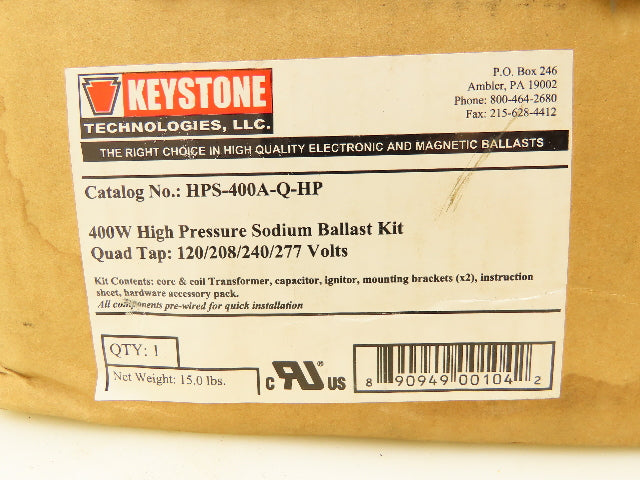 KEYSTONE
TECHNOLOGIES, LLC.
P.O. Box 246
Ambler, PA 19002
Phone: 800-464-2680
Fax: 215-628-4412
THE RIGHT CHOICE IN HIGH QUALITY ELECTRONIC AND MAGNETIC BALLASTS
Catalog No.: HPS-400A-Q-HP
400W High Pressure Sodium Ballast Kit
Quad Tap: 120/208/240/277 Volts
Kit Contents: core & coil Transformer, capacitor, ignitor, mounting brackets (x2), instruction
sheet, hardware accessory pack.
All components pre-wired for quick installation
QTY: 1
Net Weight: 15.0 lbs.
c RU® US
8 90949 00104 2